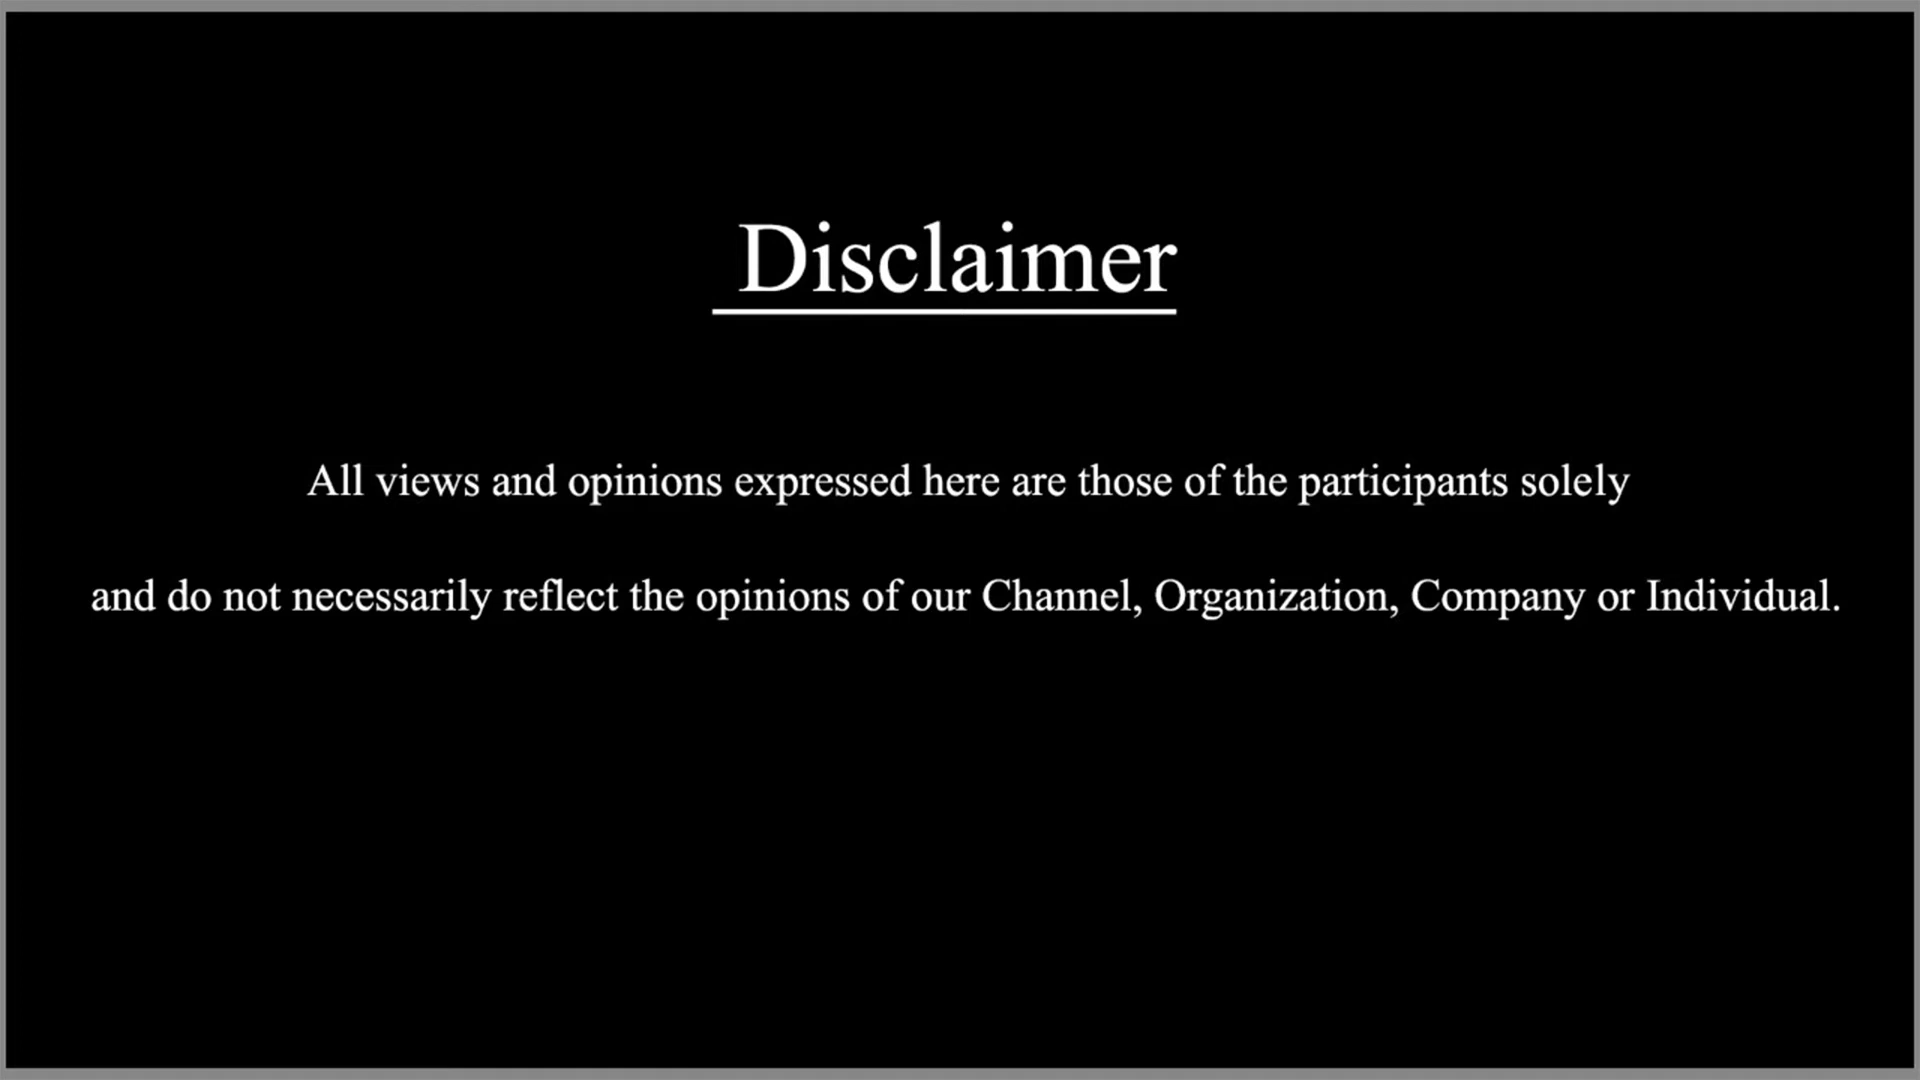 Disclaimer
All views and opinions expressed here are those of the participants solely
and do not necessarily reflect the opinions of our Channel, Organization, Company or Individual.